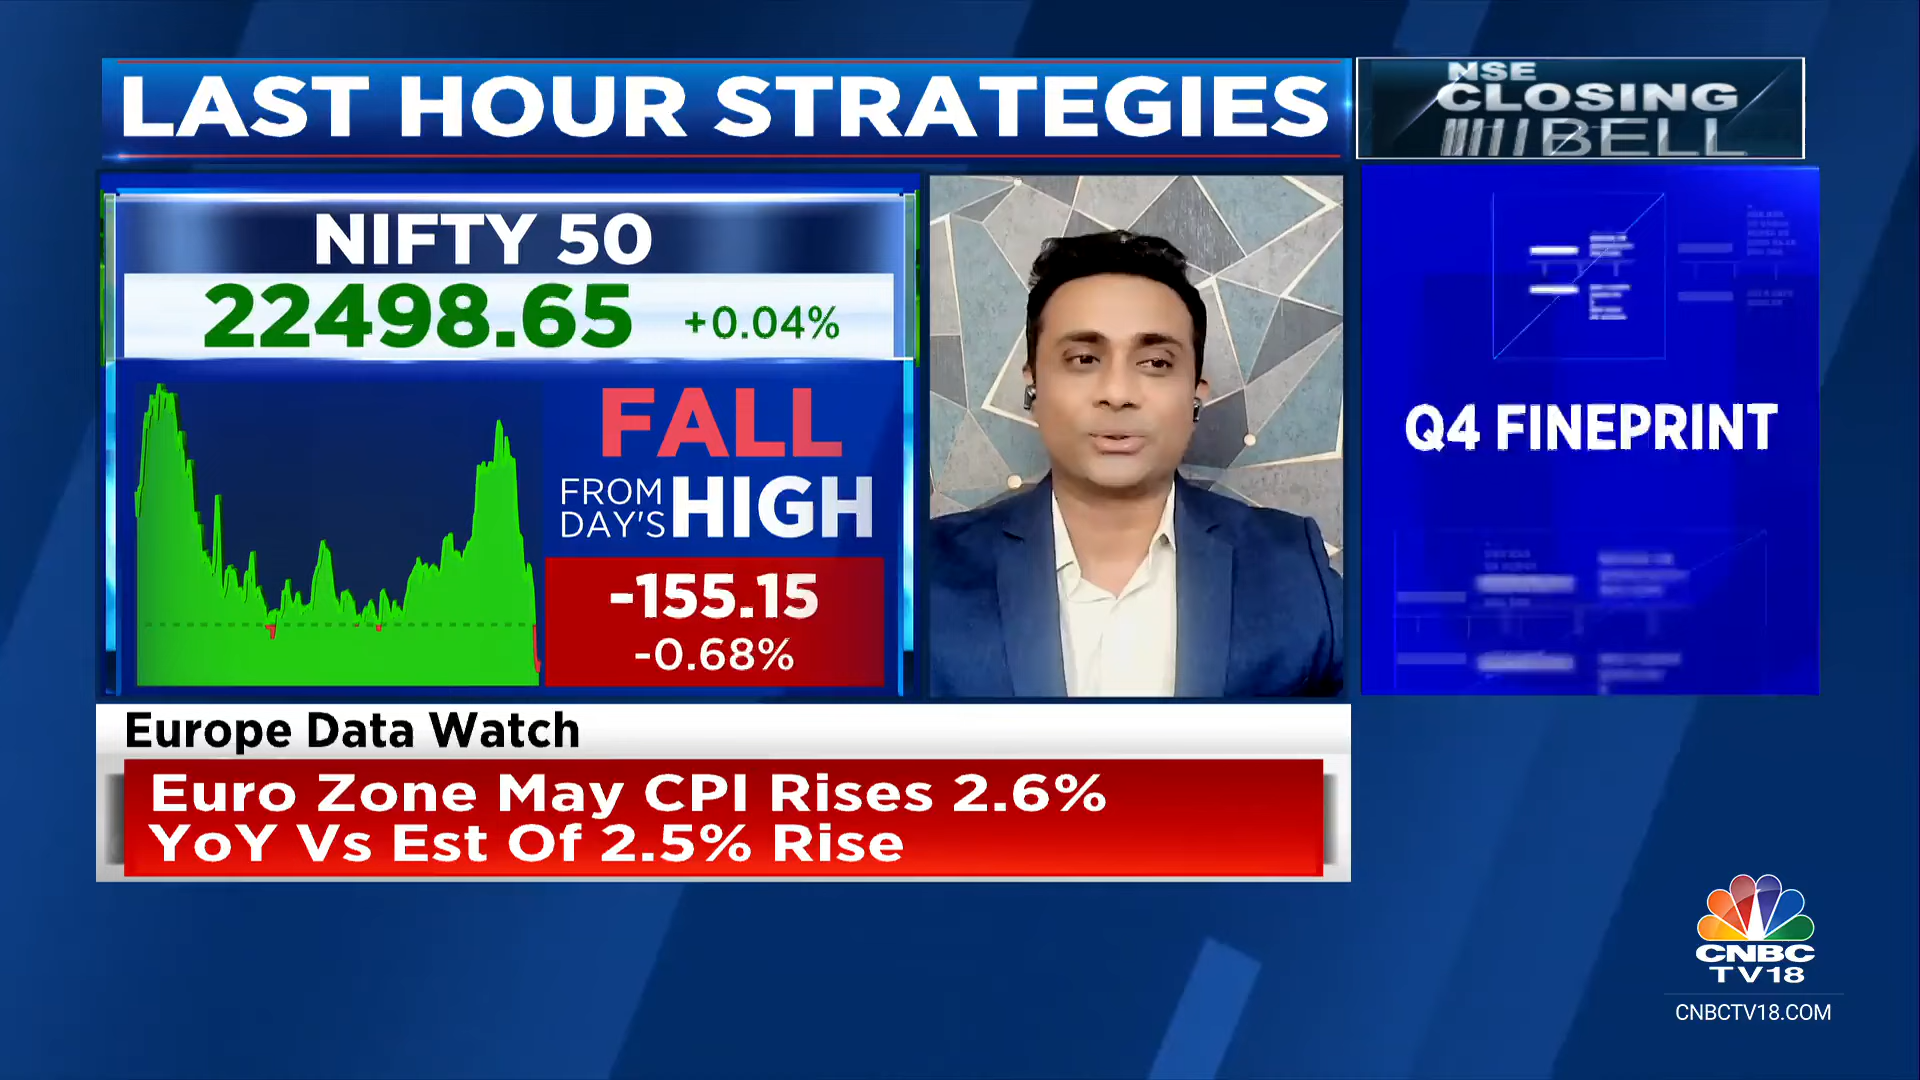 LAST HOUR STRATEGIES
NSE
CLOSING
BELL
NIFTY 50
22498.65 +0.04%
FALL
FROM
DAY'S HIGH
-155.15
-0.68%
Q4 FINEPRINT
Europe Data Watch
Euro Zone May CPI Rises 2.6%
YoY Vs Est Of 2.5% Rise
CNBC
TV18
CNBCTV18.COM